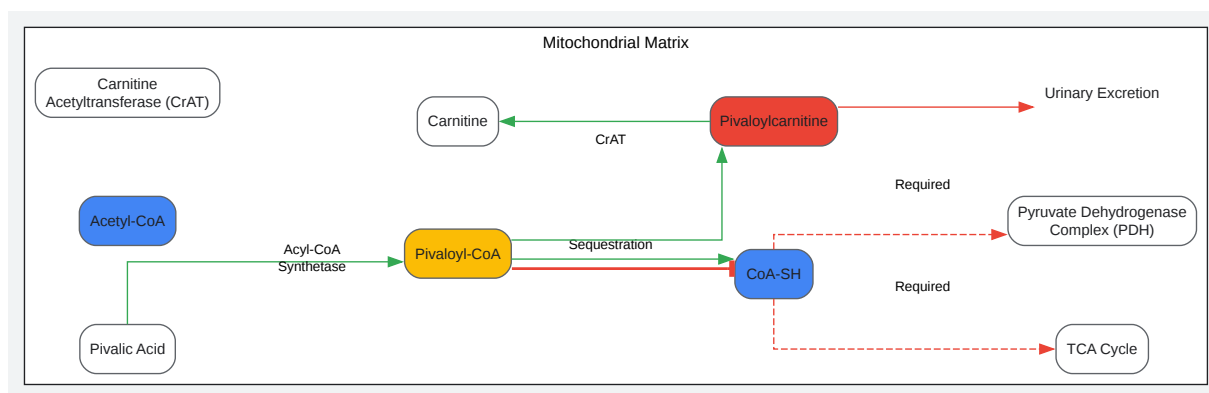 Mitochondrial Matrix
Carnitine
Acetyltransferase (CrAT)
Carnitine
CrAT
Pivaloylcarnitine
Urinary Excretion
Required
Acetyl-CoA
Acyl-CoA
Synthetase
Pivaloyl-CoA
Sequestration
CoA-SH
Pyruvate Dehydrogenase
Complex (PDH)
Required
Pivalic Acid
TCA Cycle